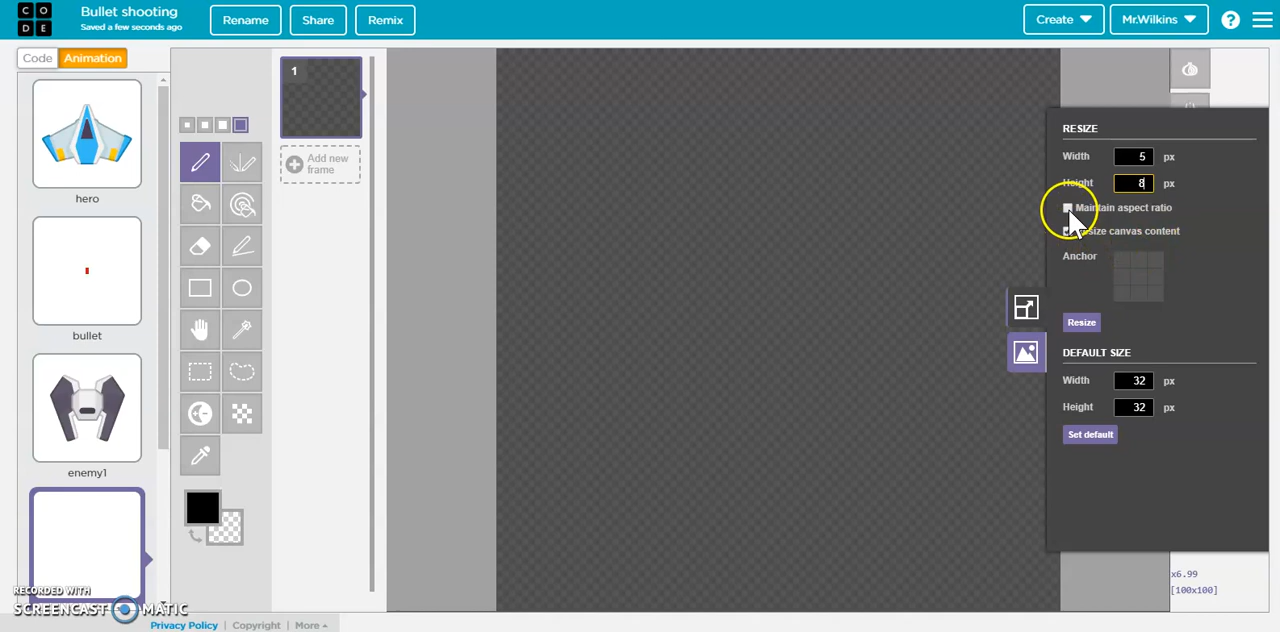 CODE
Bullet shooting
Saved a few seconds ago
Rename
Share
Remix
Create
Mr.Wilkins
?
Code
Animation
hero
bullet
enemy1
1
Add new
frame
RESIZE
Width 5 px
Height 8 px
Maintain aspect ratio
size canvas content
Anchor
Resize
DEFAULT SIZE
Width 32 px
Height 32 px
Set default
x6.99
[100x100]
RECORDED WITH
SCREENCAST MATIC
Privacy Policy | Copyright | More